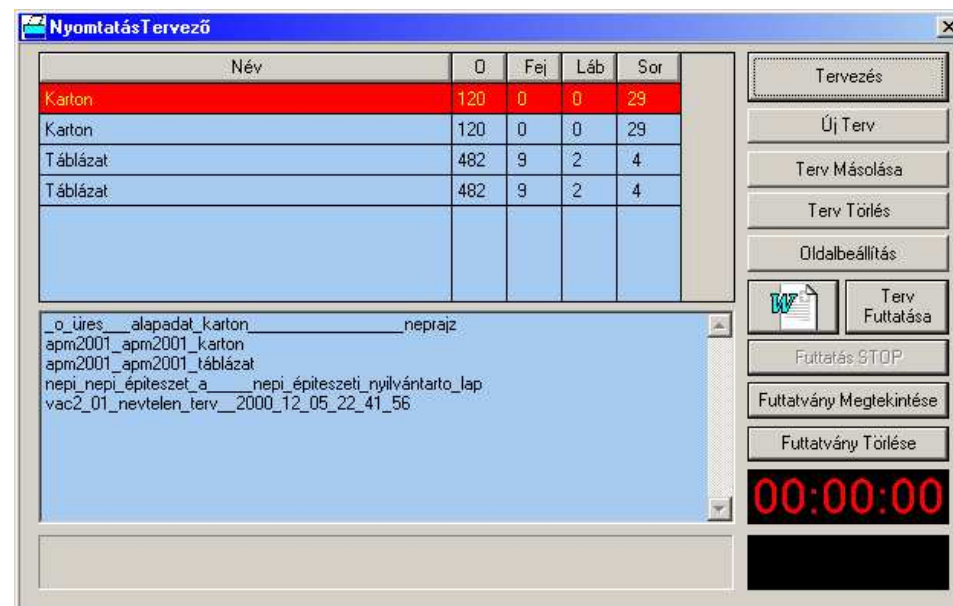 NyomtatásTervező
Név O Fej Láb Sor
Karton 120 0 0 29
Karton 120 0 0 29
Táblázat 482 9 2 4
Táblázat 482 9 2 4
_o_üres___alapadat_karton____________________neprajz
apm2001_apm2001_karton
apm2001_apm2001_táblázat
nepi_nepi_épiteszet_a_____nepi_épiteszeti_nyilvántarto_lap
vac2_01_nevtelen_terv__2000_12_05_22_41_56
Tervezés
Új Terv
Terv Másolása
Terv Törlés
Oldalbeállítás
W
Terv
Futtatása
Futtatás STOP
Futtatvány Megtekintése
Futtatvány Törlése
00:00:00